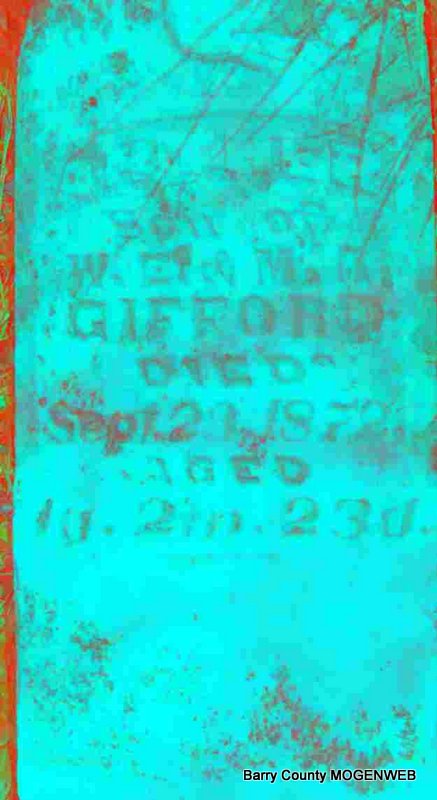 SON OF
W. E. & M. A.
GIFFORD
DIED
Sept. 23, 1872,
AGED
1y. 2m. 23d.
Barry County MOGENWEB